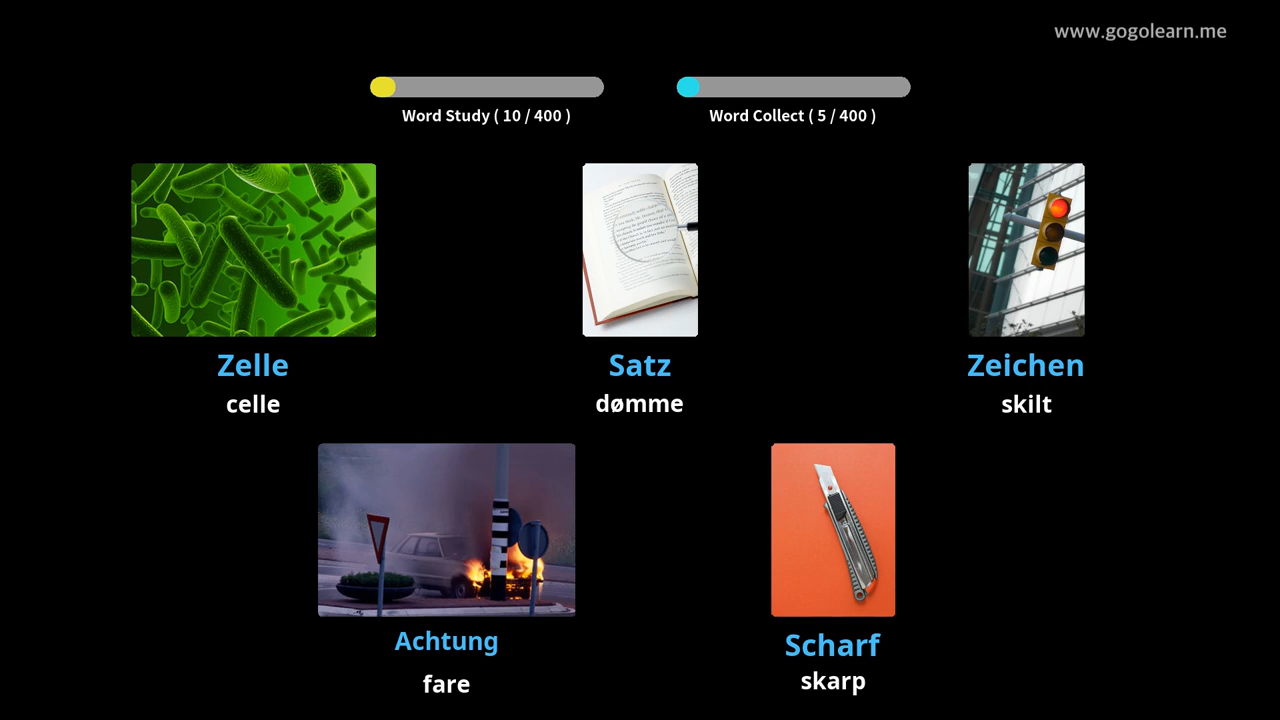 www.gogolearn.me
Word Study ( 10 / 400 )
Word Collect ( 5 / 400 )
Zelle
celle
Satz
dømme
Zeichen
skilt
Achtung
fare
Scharf
skarp